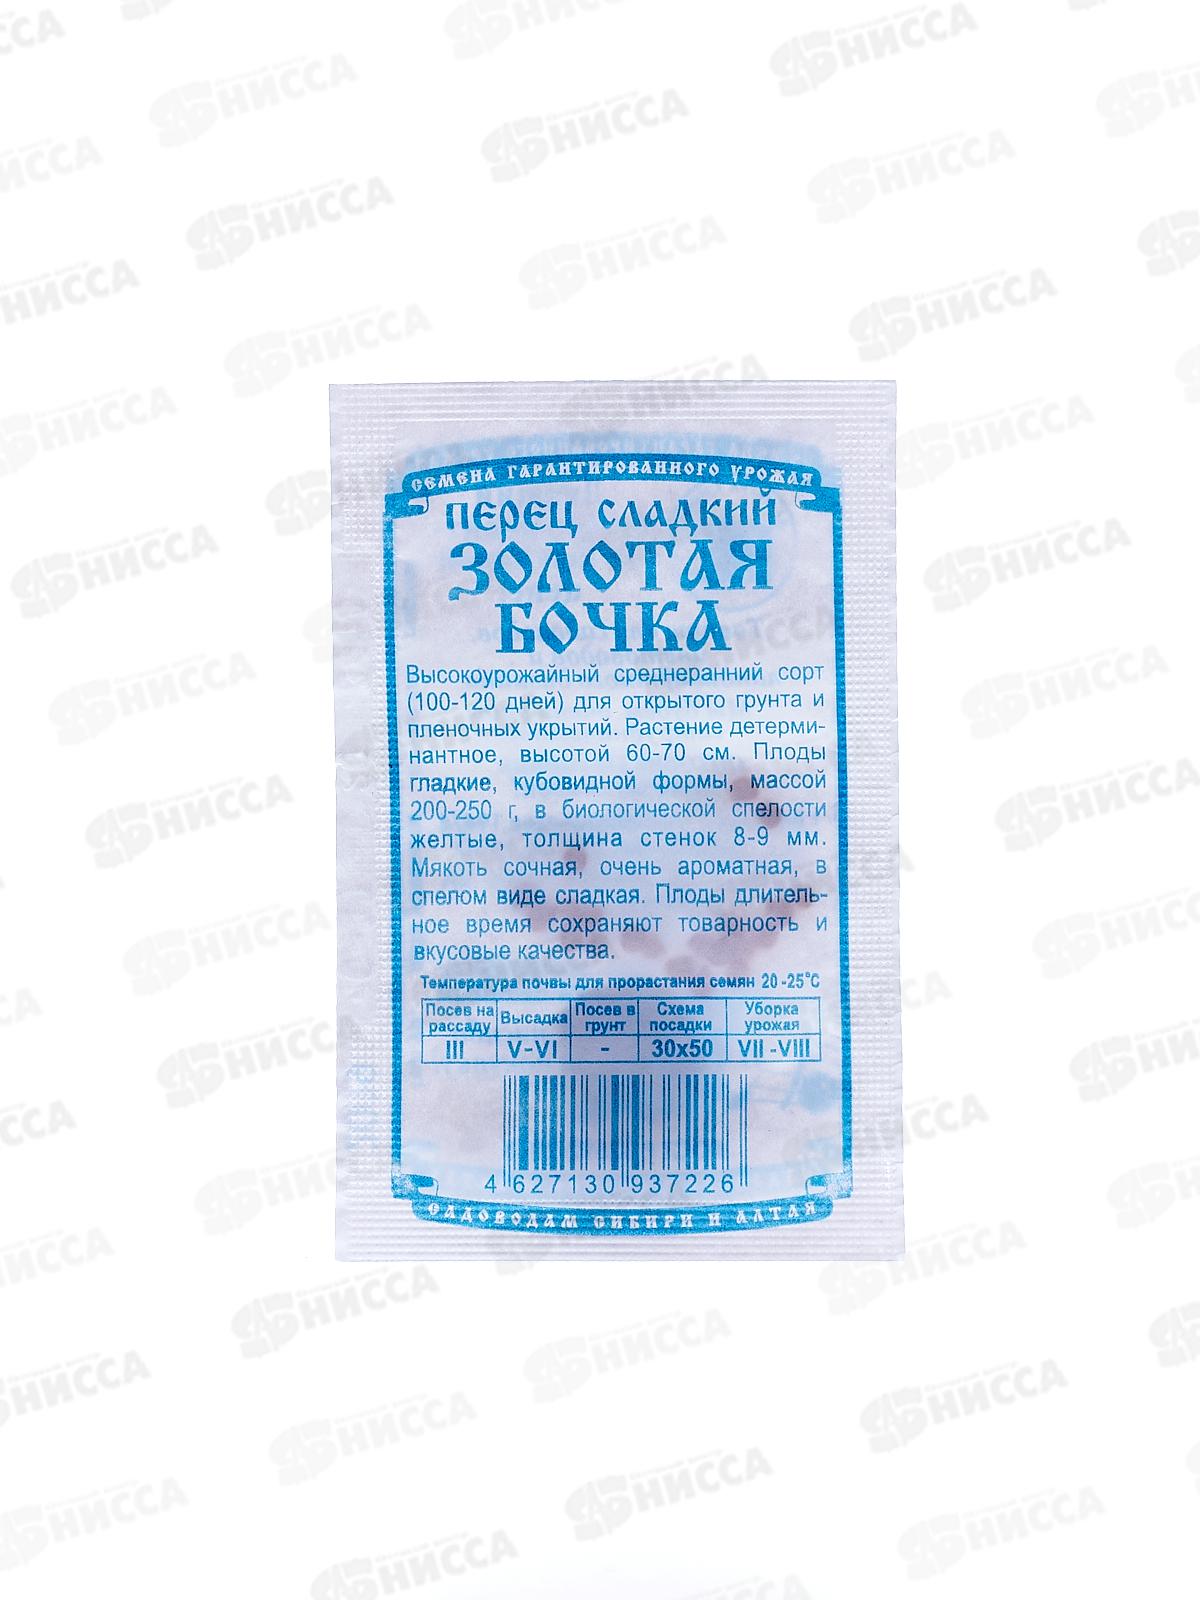 СЕМЕНА ГАРАНТИРОВАННОГО УРОЖАЯ
ПЕРЕЦ СЛАДКИЙ
ЗОЛОТАЯ
БОЧКА
Высокоурожайный среднеранний сорт
(100-120 дней) для открытого грунта и
пленочных укрытий. Растение детерми-
нантное, высотой 60-70 см. Плоды
гладкие, кубовидной формы, массой
200-250 г, в биологической спелости
желтые, толщина стенок 8-9 мм.
Мякоть сочная, очень ароматная, в
спелом виде сладкая. Плоды длитель-
ное время сохраняют товарность и
вкусовые качества.
Температура почвы для прорастания семян 20-25°С
Посев на рассаду Высадка Посев в грунт Схема посадки Уборка урожая
III V-VI - 30х50 VII-VIII
4 627130 937226
САДОВОДАМ СИБИРИ И АЛТАЯ